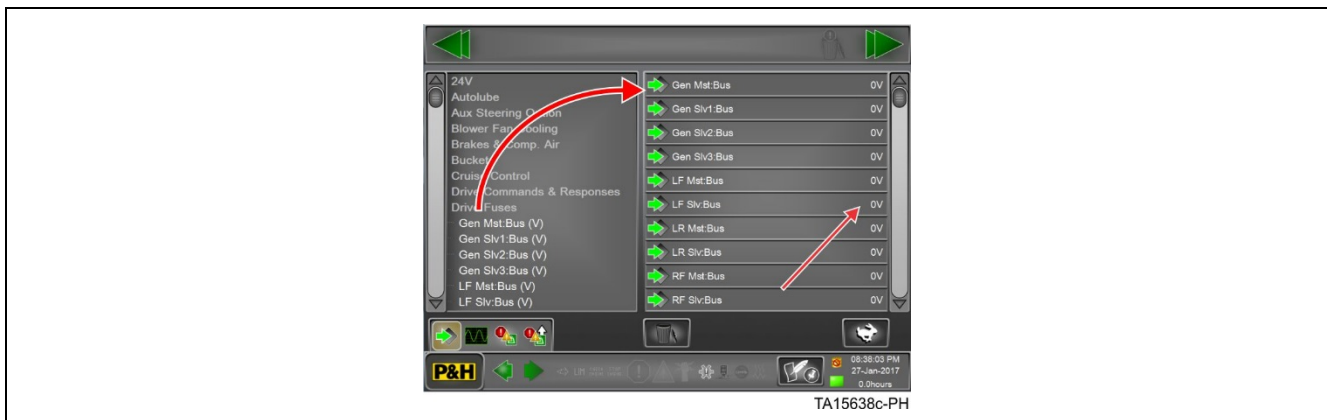 24V
Autolube
Aux Steering Option
Blower Fan Cooling
Brakes & Comp. Air
Bucket
Cruise Control
Drive Commands & Responses
Drive Fuses
Gen Mst:Bus (V)
Gen Slv1:Bus (V)
Gen Slv2:Bus (V)
Gen Slv3:Bus (V)
LF Mst:Bus (V)
LF Slv:Bus (V)
Gen Mst:Bus 0V
Gen Slv1:Bus 0V
Gen Slv2:Bus 0V
Gen Slv3:Bus 0V
LF Mst:Bus 0V
LF Slv:Bus 0V
LR Mst:Bus 0V
LR Slv:Bus 0V
RF Mst:Bus 0V
RF Slv:Bus 0V
P&H
LIM
08:38:03 PM
27-Jan-2017
0.0hours
TA15638c-PH